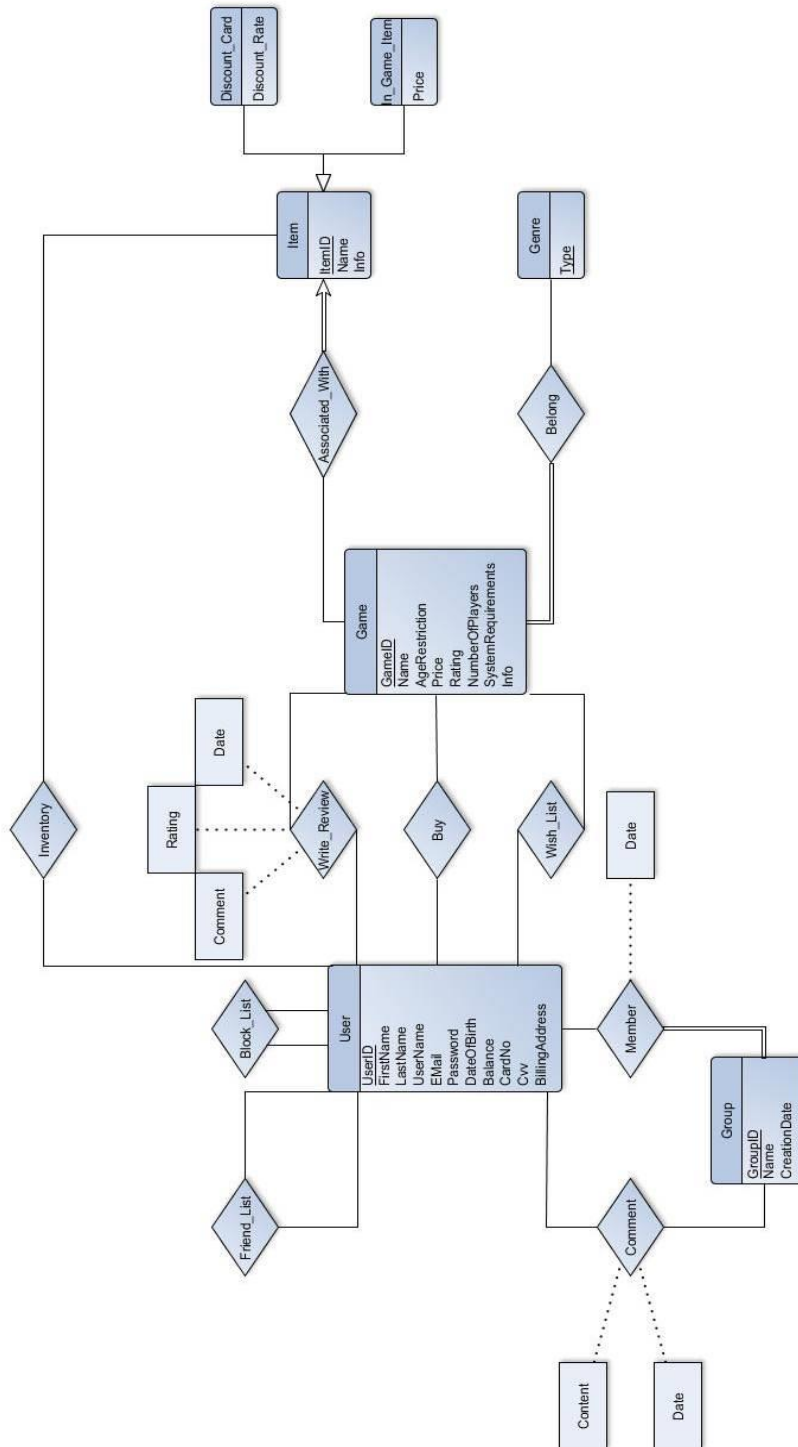 Discount_Card
Discount_Rate
In_Game_Item
Price
Item
ItemID
Name
Info
Genre
Type
Associated_With
Belong
Game
GameID
Name
AgeRestriction
Price
Rating
NumberOfPlayers
SystemRequirements
Info
Inventory
Rating
Date
Comment
Write_Review
Buy
Wish_List
Date
Block_List
User
UserID
FirstName
LastName
UserName
EMail
Password
DateOfBirth
Balance
CardNo
Cvv
BillingAddress
Member
Friend_List
Comment
Group
GroupID
Name
CreationDate
Content
Date